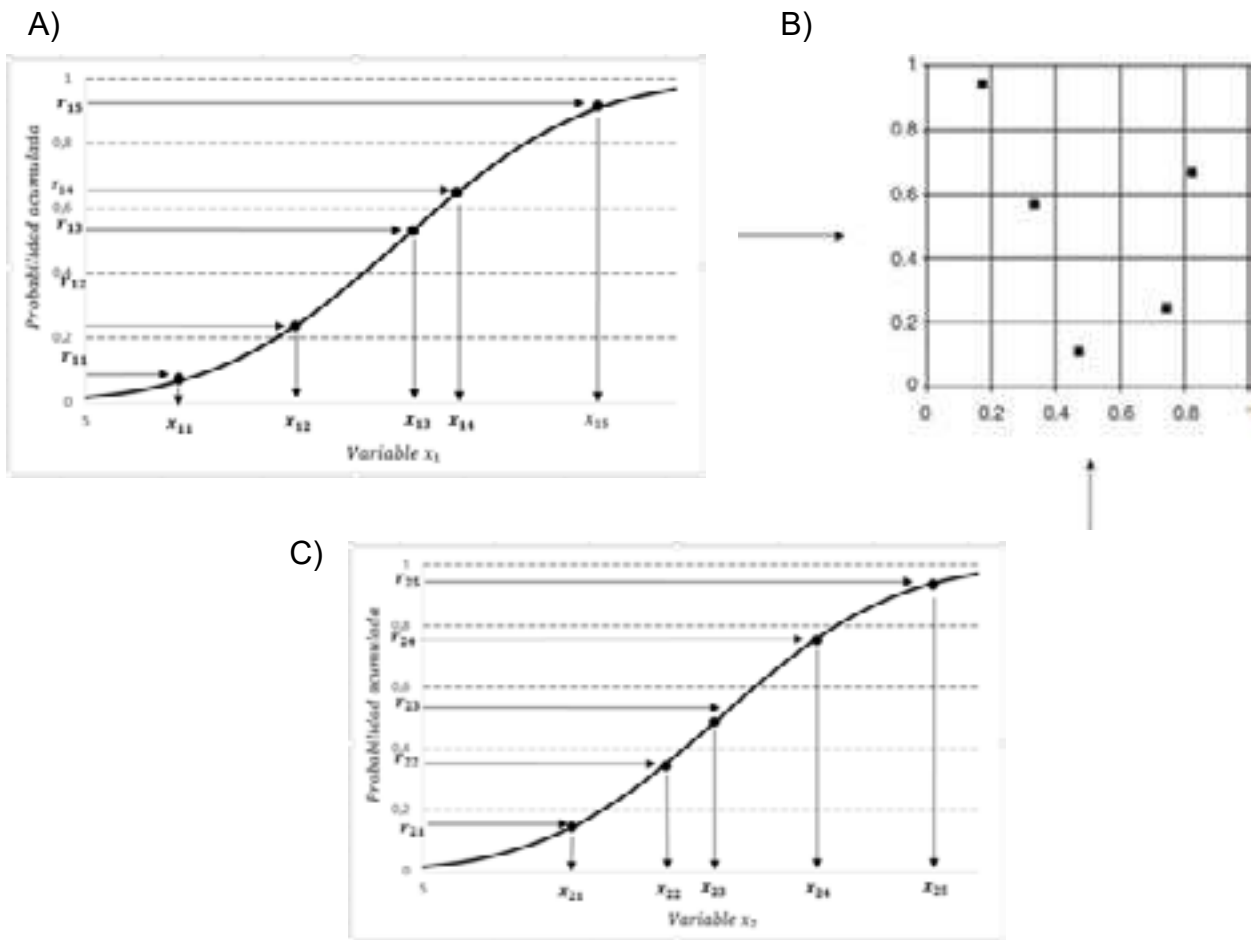 A)
1
r₁₅
0,8
r₁₄
0,6
r₁₃
0,4
r₁₂
0,2
r₁₁
0
Probabilidad acumulada
5
x₁₁ x₁₂ x₁₃ x₁₄ x₁₅
Variable x₁
B)
1
0.8
0.6
0.4
0.2
0
0 0.2 0.4 0.6 0.8
C)
1
r₂₅
0,8
r₂₄
0,6
r₂₃
0,4
r₂₂
0,2
r₂₁
0
Probabilidad acumulada
x₂₁ x₂₂ x₂₃ x₂₄ x₂₅
Variable x₂